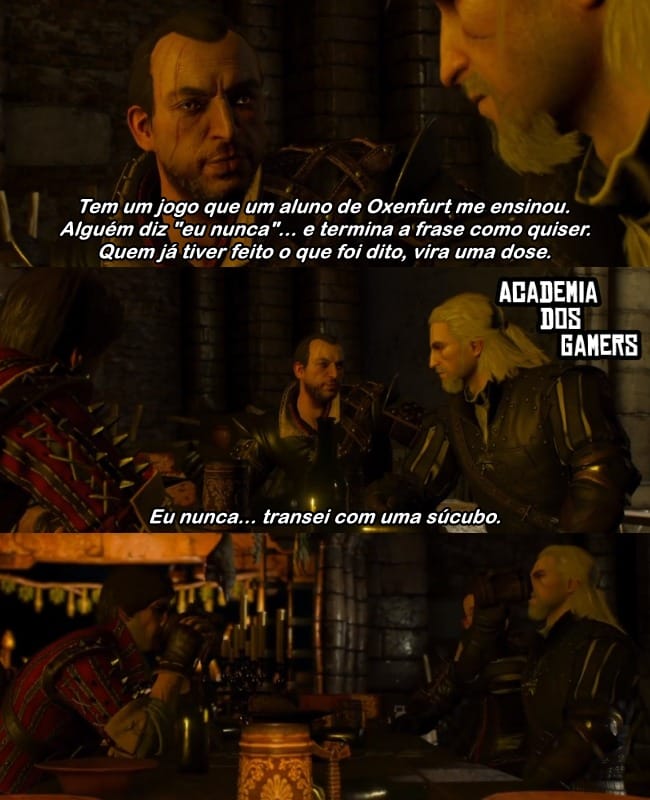 Tem um jogo que um aluno de Oxenfurt me ensinou.
Alguém diz "eu nunca"... e termina a frase como quiser.
Quem já tiver feito o que foi dito, vira uma dose.
ACADEMIA
DOS
GAMERS
Eu nunca... transei com uma súcubo.